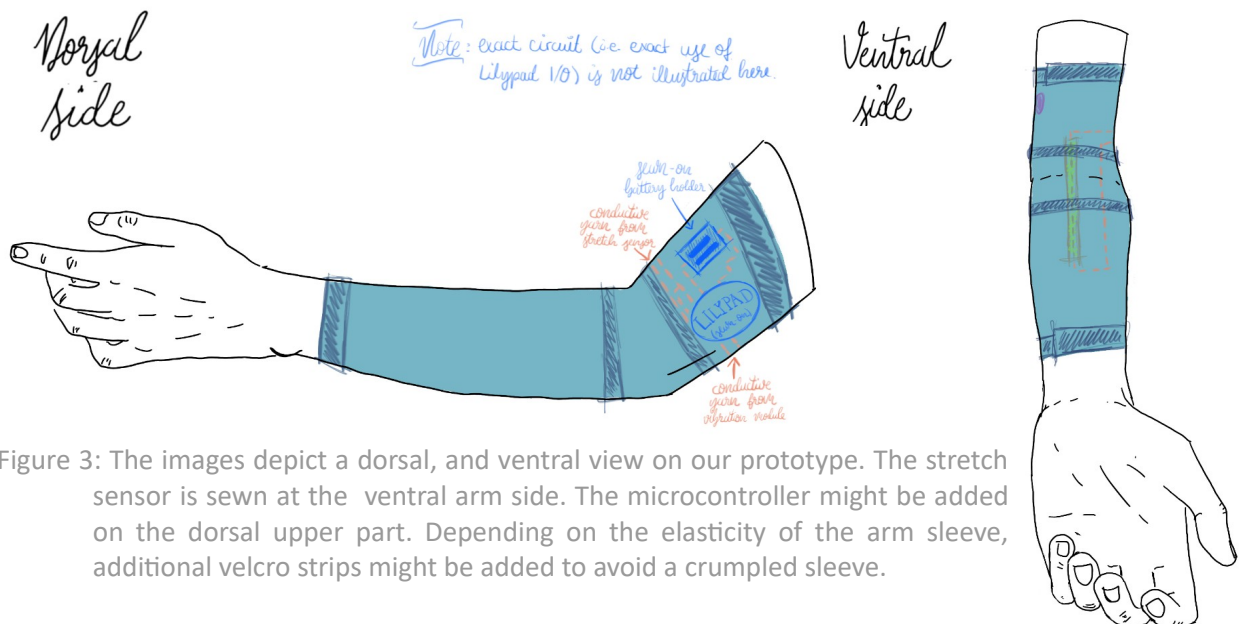 Dorsal
side
Note: exact circuit (i.e. exact use of
Lilypad I/O) is not illustrated here.
Ventral
side
sewn-on
battery holder
conductive
yarn from
stretch sensor
LILYPAD
(sewn-on)
conductive
yarn from
vibration module
Figure 3: The images depict a dorsal, and ventral view on our prototype. The stretch
sensor is sewn at the ventral arm side. The microcontroller might be added
on the dorsal upper part. Depending on the elasticity of the arm sleeve,
additional velcro strips might be added to avoid a crumpled sleeve.